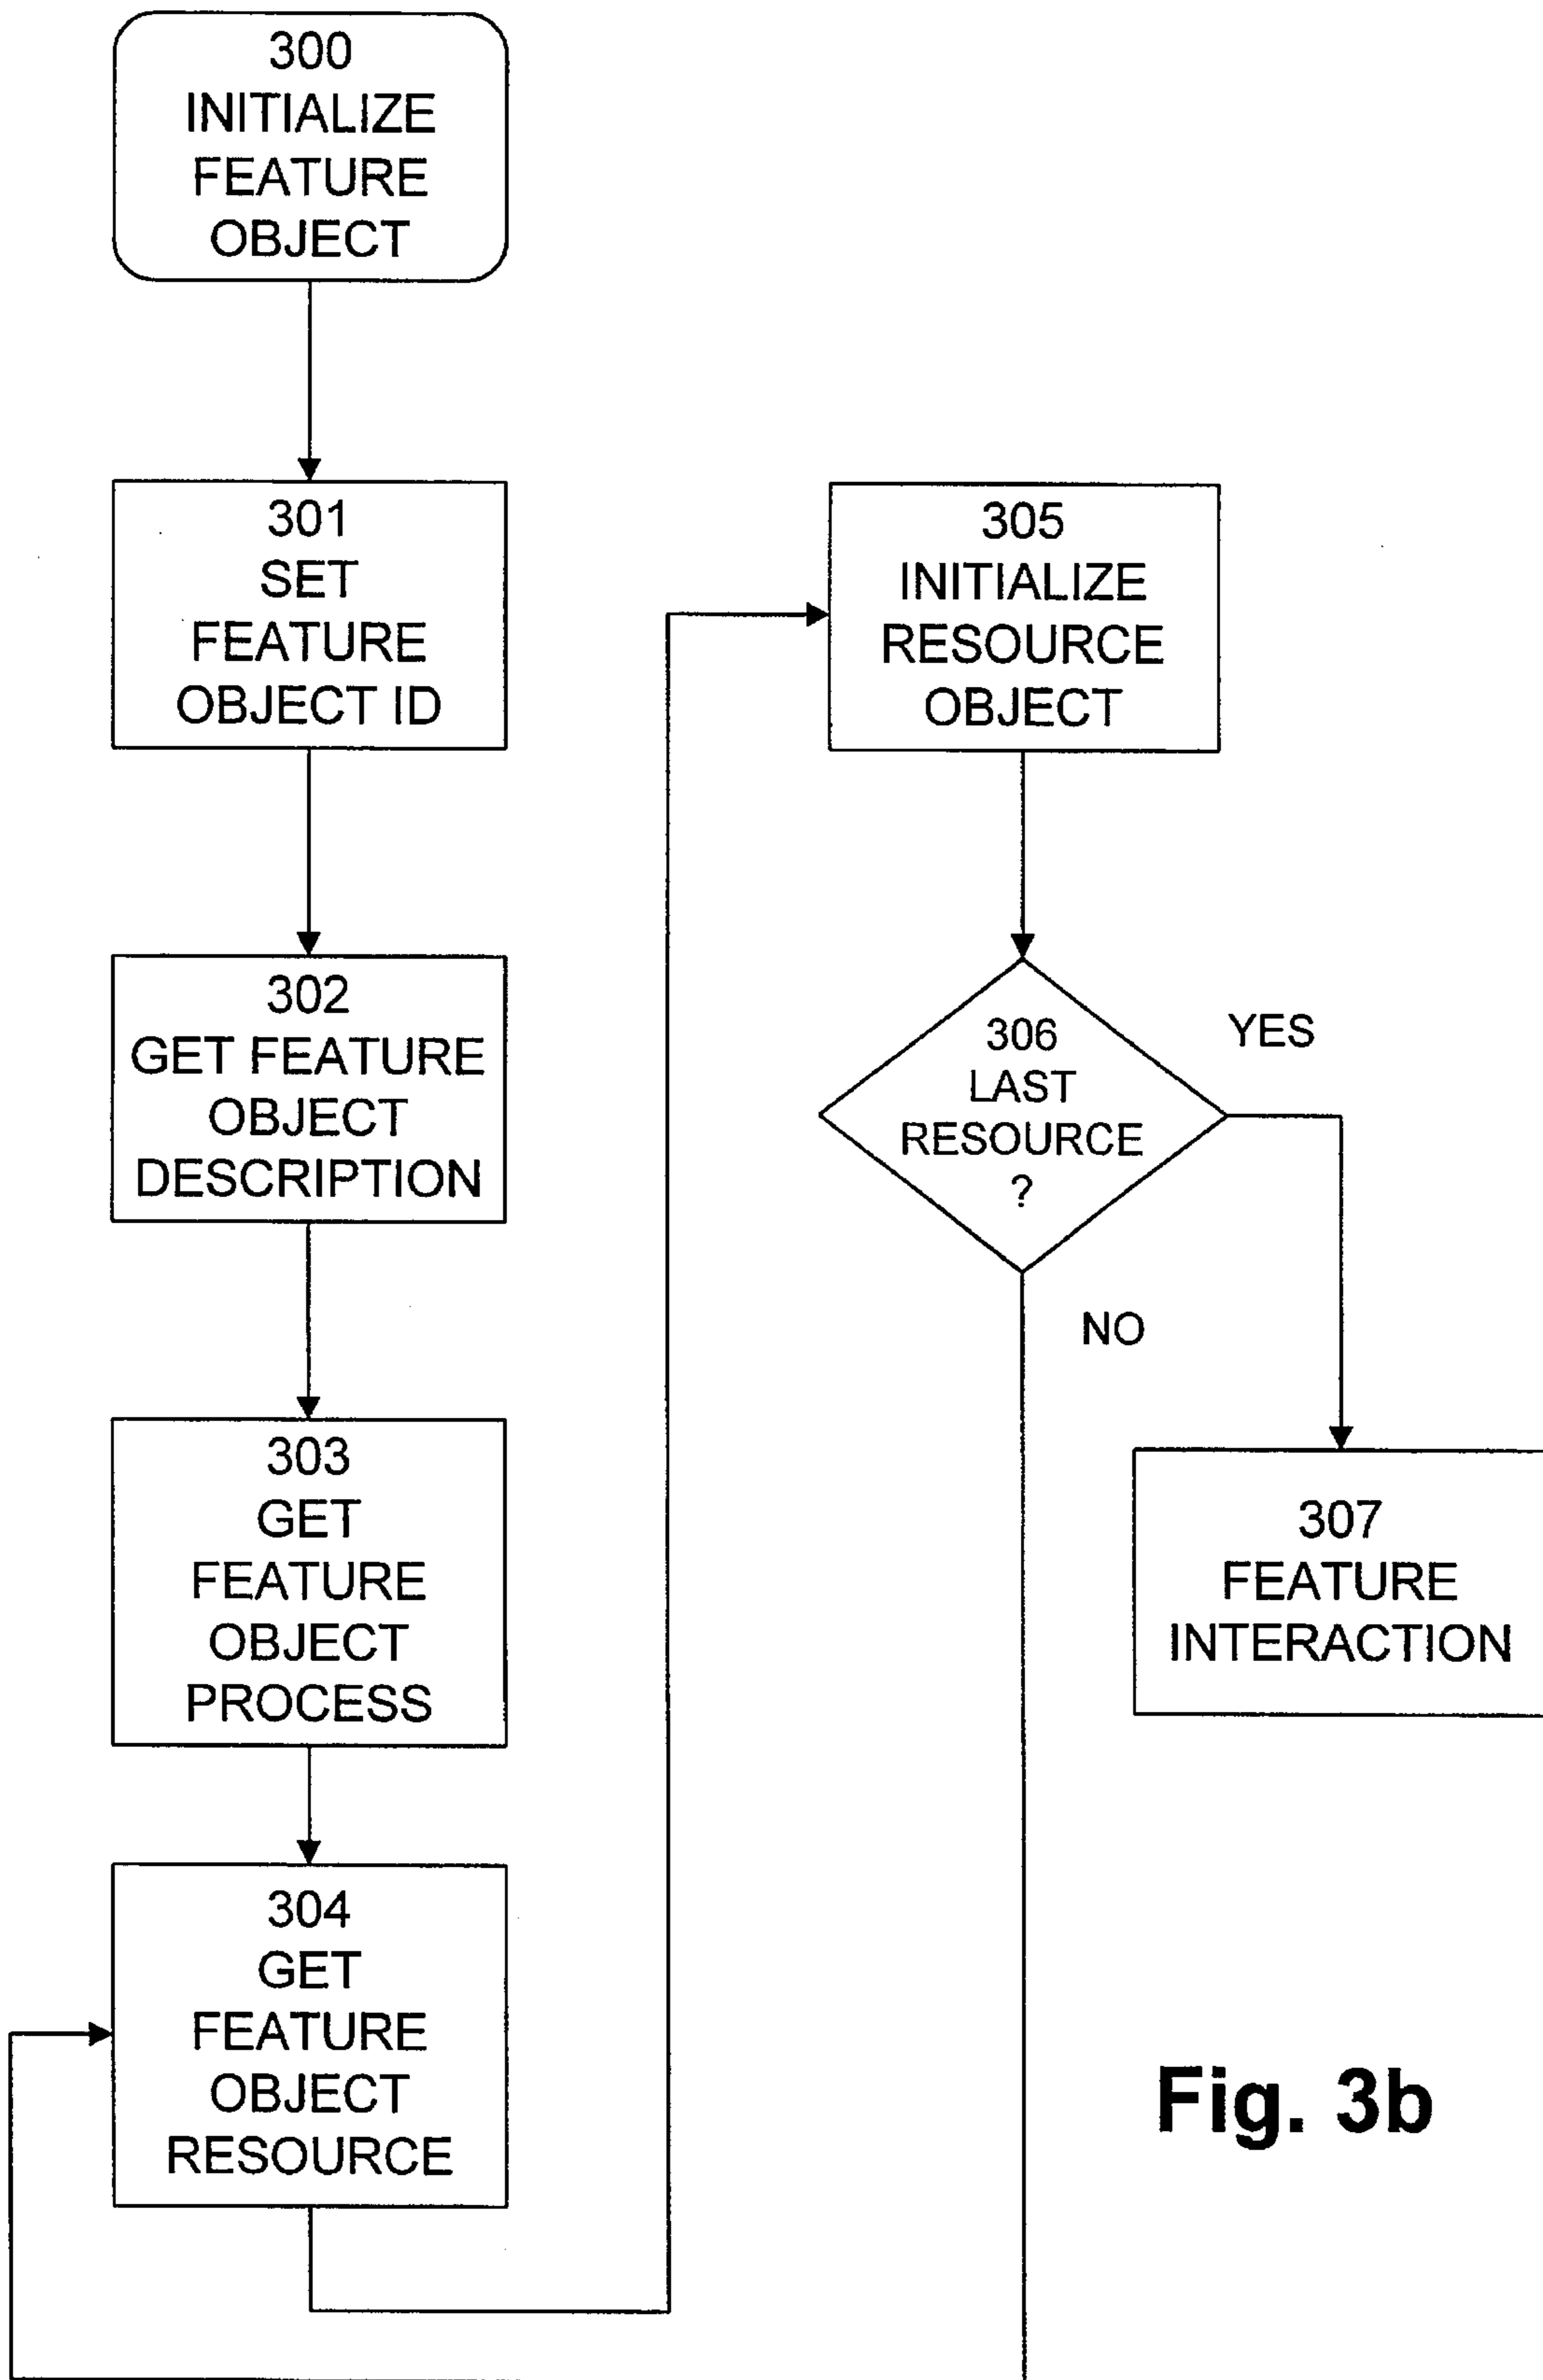 300
INITIALIZE
FEATURE
OBJECT
301
SET
FEATURE
OBJECT ID
302
GET FEATURE
OBJECT
DESCRIPTION
303
GET
FEATURE
OBJECT
PROCESS
304
GET
FEATURE
OBJECT
RESOURCE
305
INITIALIZE
RESOURCE
OBJECT
306
LAST
RESOURCE
?
YES
NO
307
FEATURE
INTERACTION
Fig. 3b